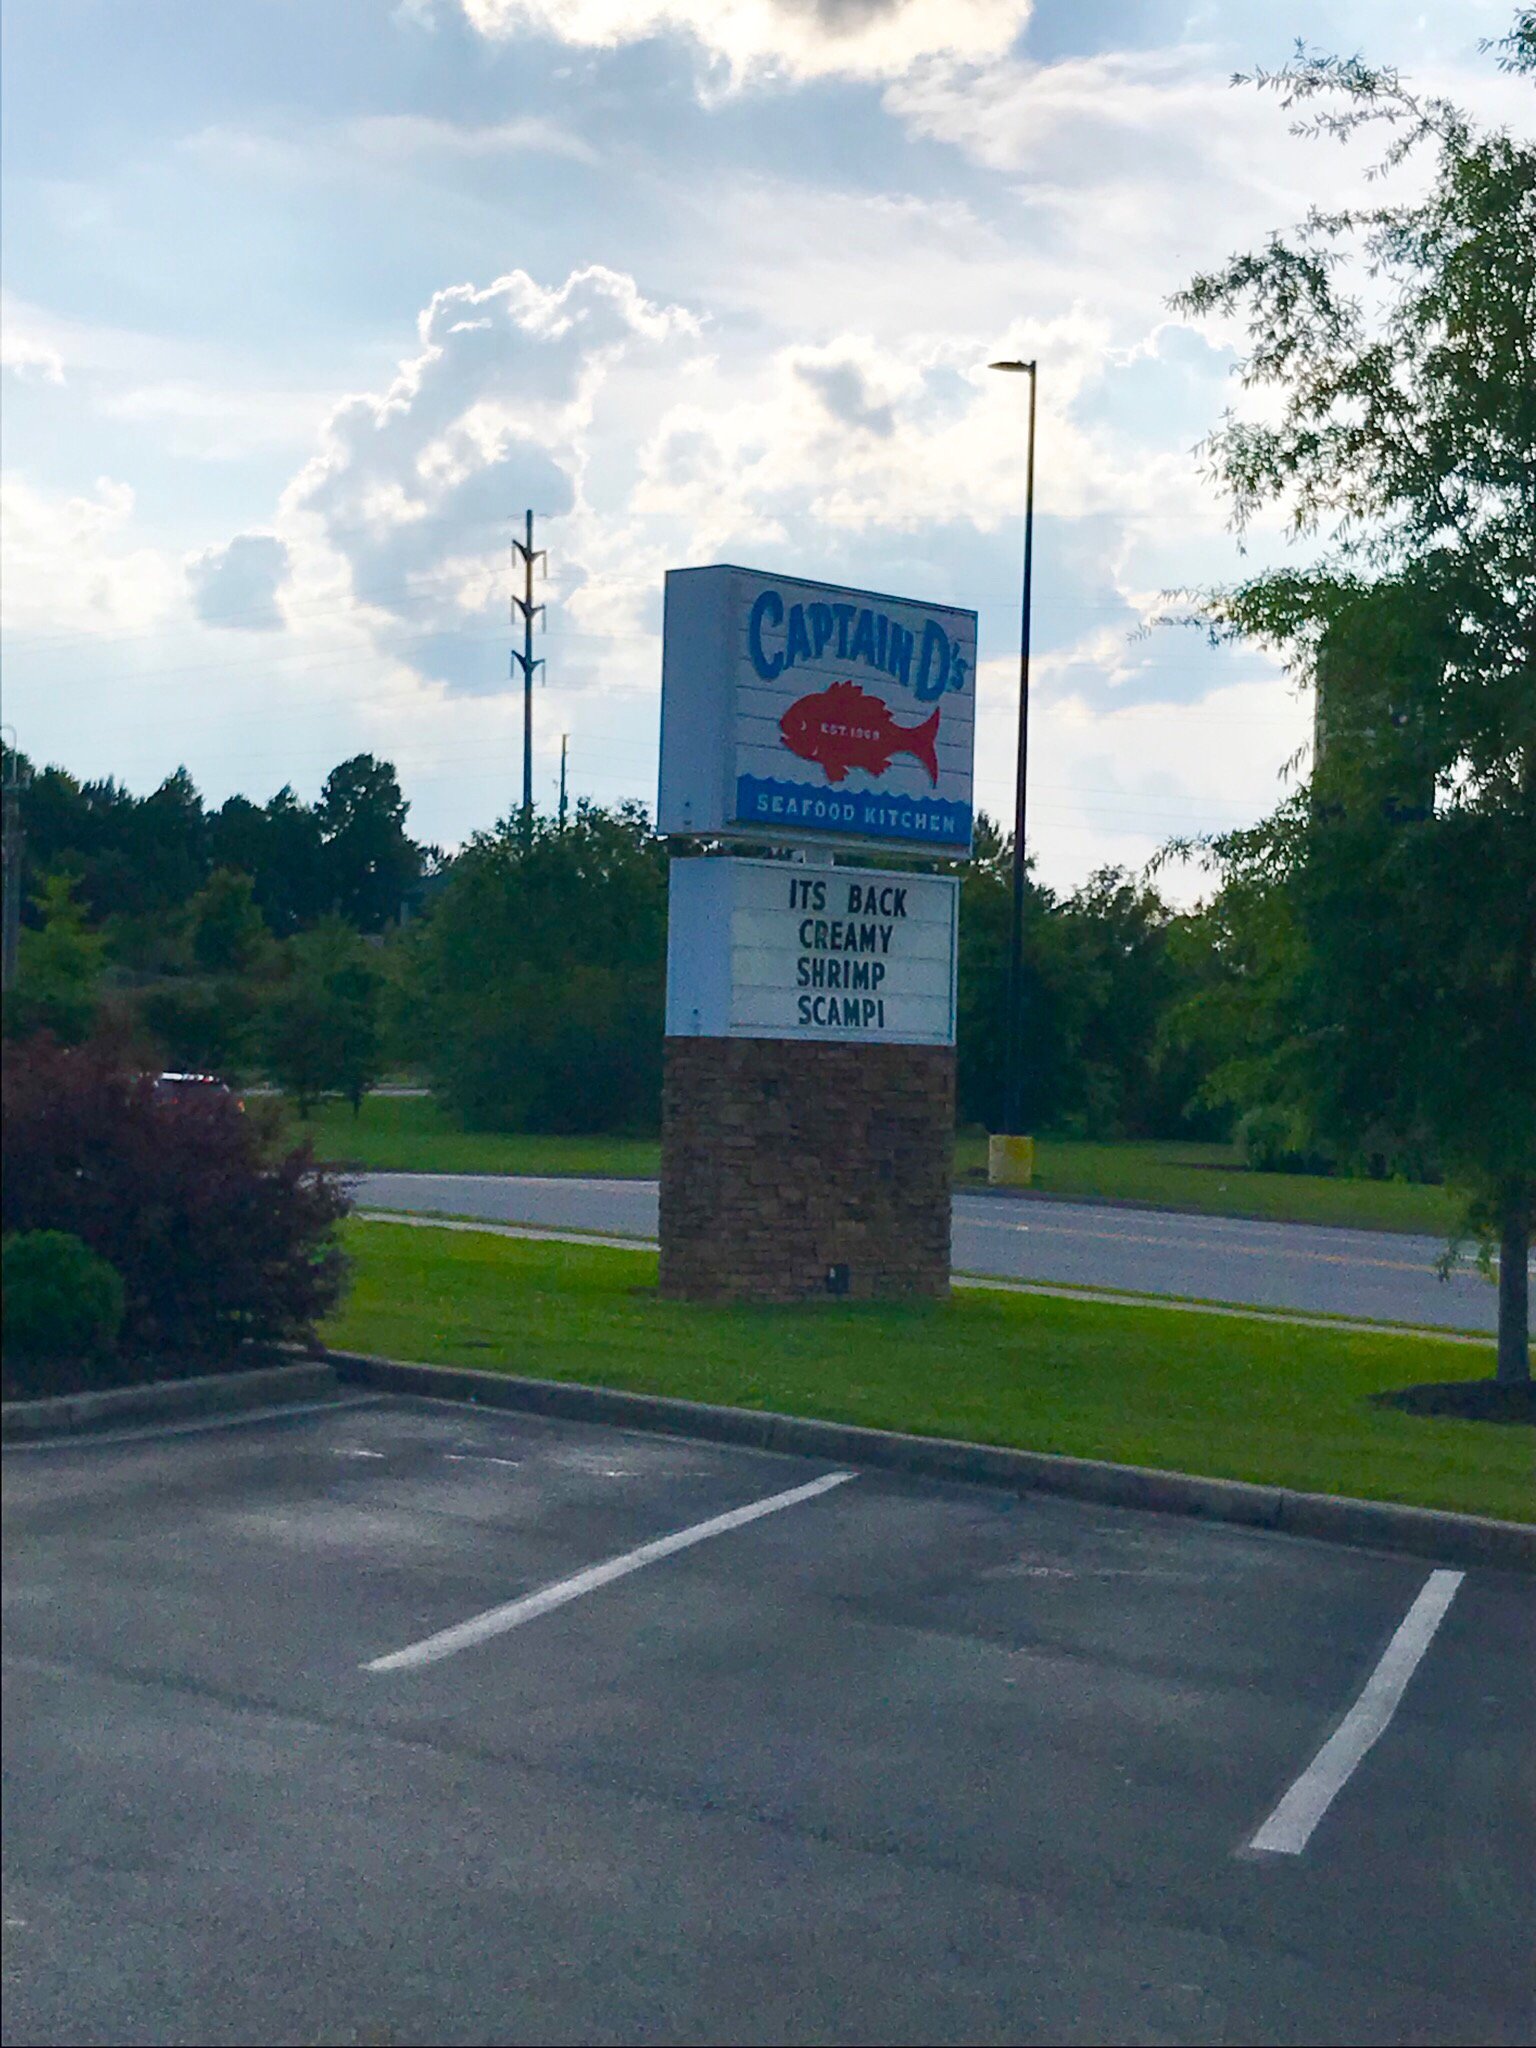 CAPTAIN D's
EST. 1969
SEAFOOD KITCHEN
ITS BACK
CREAMY
SHRIMP
SCAMPI